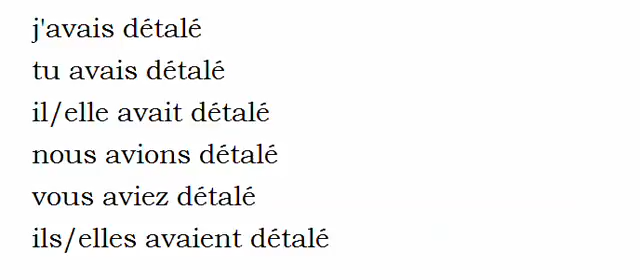 j'avais détalé
tu avais détalé
il/elle avait détalé
nous avions détalé
vous aviez détalé
ils/elles avaient détalé